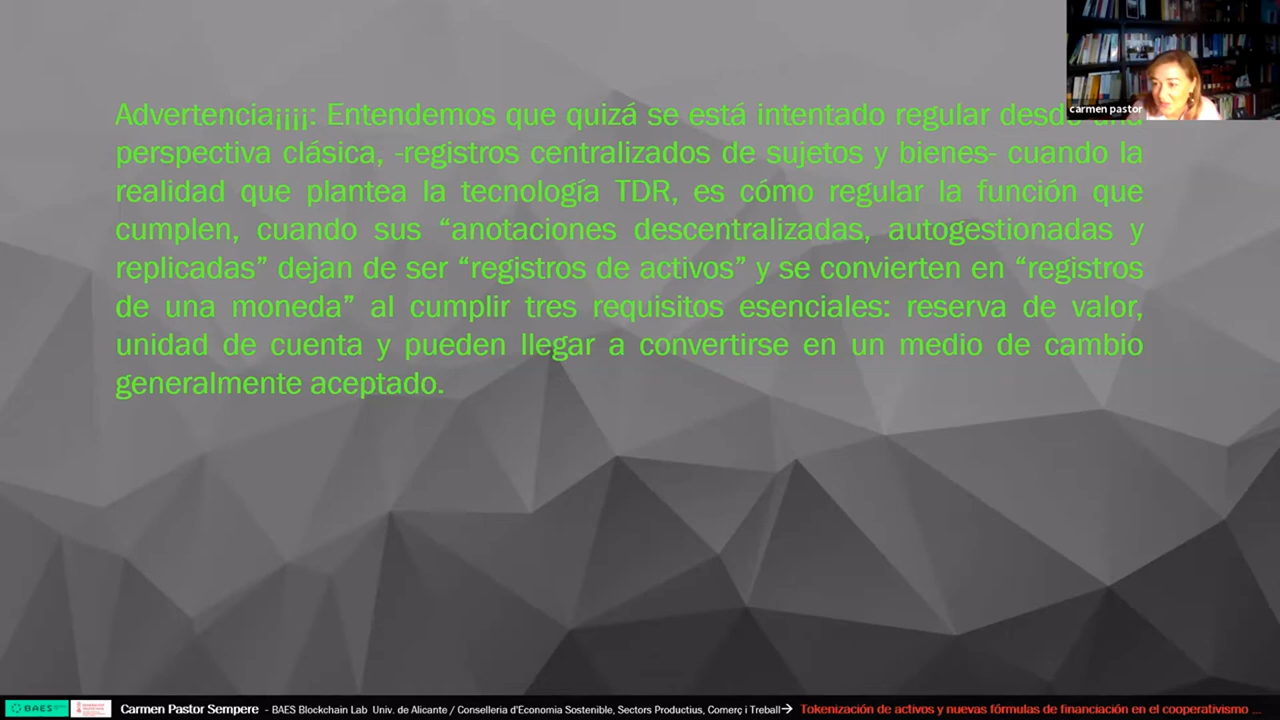 carmen pastor
Advertencia¡¡¡¡: Entendemos que quizá se está intentado regular desde una
perspectiva clásica, -registros centralizados de sujetos y bienes- cuando la
realidad que plantea la tecnología TDR, es cómo regular la función que
cumplen, cuando sus “anotaciones descentralizadas, autogestionadas y
replicadas” dejan de ser “registros de activos” y se convierten en “registros
de una moneda” al cumplir tres requisitos esenciales: reserva de valor,
unidad de cuenta y pueden llegar a convertirse en un medio de cambio
generalmente aceptado.
BAES
Carmen Pastor Sempere - BAES Blockchain Lab Univ. de Alicante / Conselleria d'Economia Sostenible, Sectors Productius, Comerç i Treball→ Tokenización de activos y nuevas fórmulas de financiación en el cooperativismo ...